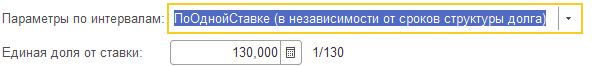 Параметры по интервалам: ПоОднойСтавке (в независимости от сроков структуры долга)
Единая доля от ставки: 130,000 1/130